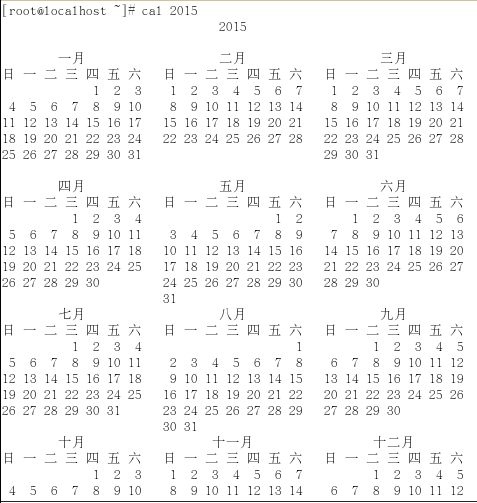 [root@localhost ~]# cal 2015
2015
一月 二月 三月
日 一 二 三 四 五 六 日 一 二 三 四 五 六 日 一 二 三 四 五 六
1 2 3 1 2 3 4 5 6 7 1 2 3 4 5 6 7
4 5 6 7 8 9 10 8 9 10 11 12 13 14 8 9 10 11 12 13 14
11 12 13 14 15 16 17 15 16 17 18 19 20 21 15 16 17 18 19 20 21
18 19 20 21 22 23 24 22 23 24 25 26 27 28 22 23 24 25 26 27 28
25 26 27 28 29 30 31 29 30 31
四月 五月 六月
日 一 二 三 四 五 六 日 一 二 三 四 五 六 日 一 二 三 四 五 六
1 2 3 4 1 2 1 2 3 4 5 6
5 6 7 8 9 10 11 3 4 5 6 7 8 9 7 8 9 10 11 12 13
12 13 14 15 16 17 18 10 11 12 13 14 15 16 14 15 16 17 18 19 20
19 20 21 22 23 24 25 17 18 19 20 21 22 23 21 22 23 24 25 26 27
26 27 28 29 30 24 25 26 27 28 29 30 28 29 30
31
七月 八月 九月
日 一 二 三 四 五 六 日 一 二 三 四 五 六 日 一 二 三 四 五 六
1 2 3 4 1 1 2 3 4 5
5 6 7 8 9 10 11 2 3 4 5 6 7 8 6 7 8 9 10 11 12
12 13 14 15 16 17 18 9 10 11 12 13 14 15 13 14 15 16 17 18 19
19 20 21 22 23 24 25 16 17 18 19 20 21 22 20 21 22 23 24 25 26
26 27 28 29 30 31 23 24 25 26 27 28 29 27 28 29 30
30 31
十月 十一月 十二月
日 一 二 三 四 五 六 日 一 二 三 四 五 六 日 一 二 三 四 五 六
1 2 3 1 2 3 4 5 6 7 1 2 3 4 5
4 5 6 7 8 9 10 8 9 10 11 12 13 14 6 7 8 9 10 11 12